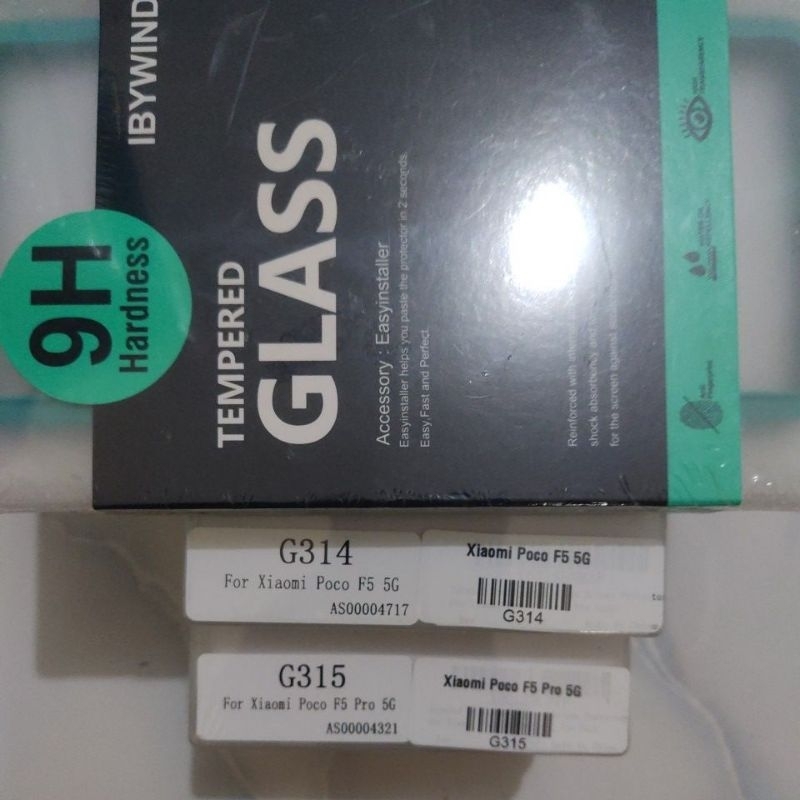 IBYWIND
9H
Hardness
TEMPERED
GLASS
Accessory : Easyinstaller
Easyinstaller helps you paste the protector in 2 seconds.
Easy,Fast and Perfect.
Reinforced with
shock absorbency and
for the screen against
TRANSPARENCY
G314
For Xiaomi Poco F5 5G
AS00004717
Xiaomi Poco F5 5G
G314
G315
For Xiaomi Poco F5 Pro 5G
AS00004321
Xiaomi Poco F5 Pro 5G
G315